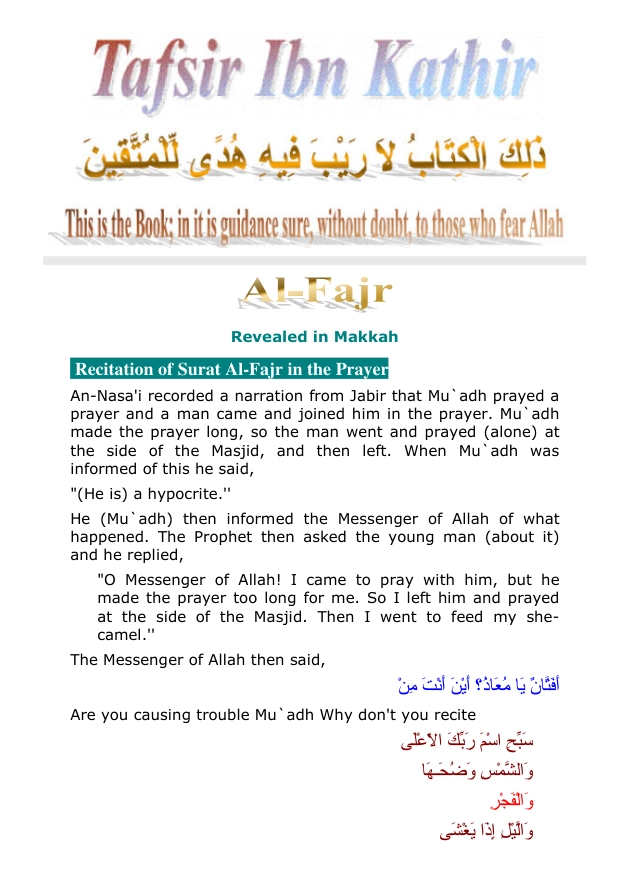 Tafsir Ibn Kathir
ذَلِكَ الْكِتَابُ لاَ رَيْبَ فِيهِ هُدًى لِّلْمُتَّقِينَ
This is the Book; in it is guidance sure, without doubt, to those who fear Allah
Al-Fajr
Revealed in Makkah
Recitation of Surat Al-Fajr in the Prayer
An-Nasa'i recorded a narration from Jabir that Mu`adh prayed a
prayer and a man came and joined him in the prayer. Mu`adh
made the prayer long, so the man went and prayed (alone) at
the side of the Masjid, and then left. When Mu`adh was
informed of this he said,
"(He is) a hypocrite.''
He (Mu`adh) then informed the Messenger of Allah of what
happened. The Prophet then asked the young man (about it)
and he replied,
"O Messenger of Allah! I came to pray with him, but he
made the prayer too long for me. So I left him and prayed
at the side of the Masjid. Then I went to feed my she-
camel.''
The Messenger of Allah then said,
أَفَتَّانٌ يَا مُعَاذُ؟ أَيْنَ أَنْتَ مِنْ
Are you causing trouble Mu`adh Why don't you recite
سَبِّحِ اسْمَ رَبِّكَ الاٌّعْلَى
وَالشَّمْسِ وَضُحَـهَا
وَالْفَجْرِ
وَالَّيْلِ إِذَا يَغْشَى